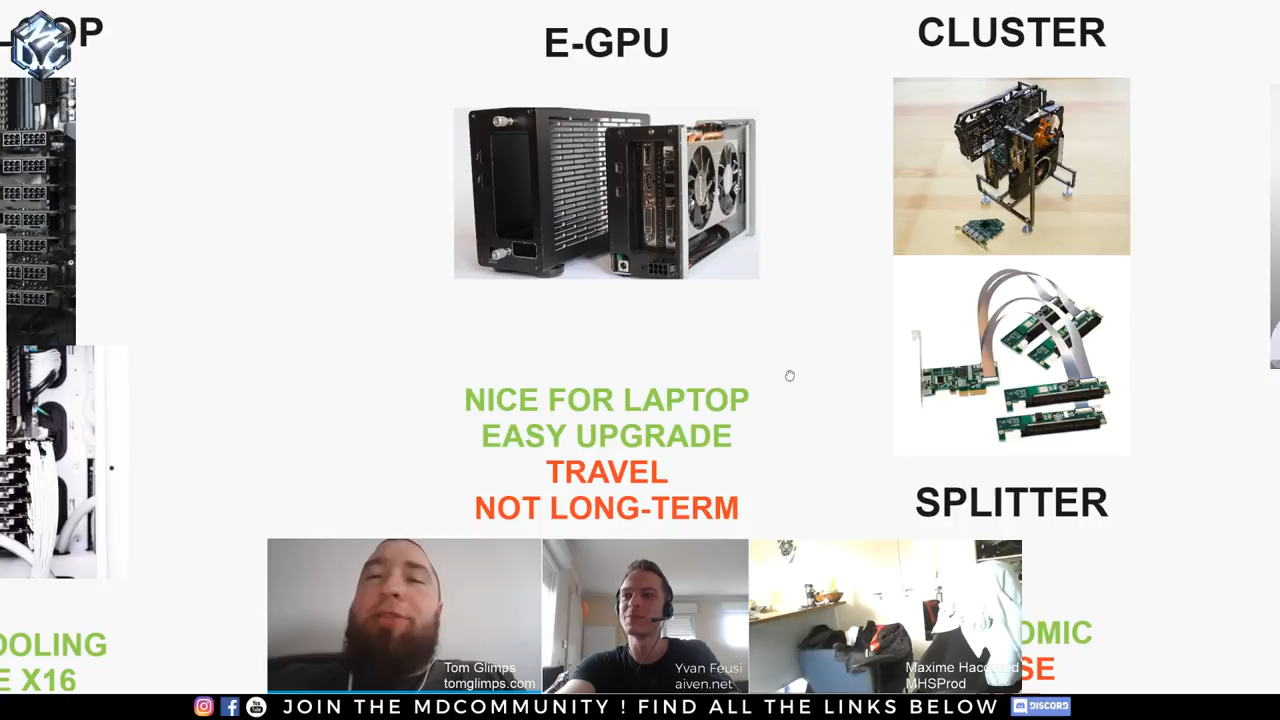 E-GPU
CLUSTER
NICE FOR LAPTOP
EASY UPGRADE
TRAVEL
NOT LONG-TERM
SPLITTER
Tom Glimps
tomglimps.com
Yvan Feusi
aiven.net
Maxime
MHSProd
X16
JOIN THE MDCOMMUNITY ! FIND ALL THE LINKS BELOW
DISCORD